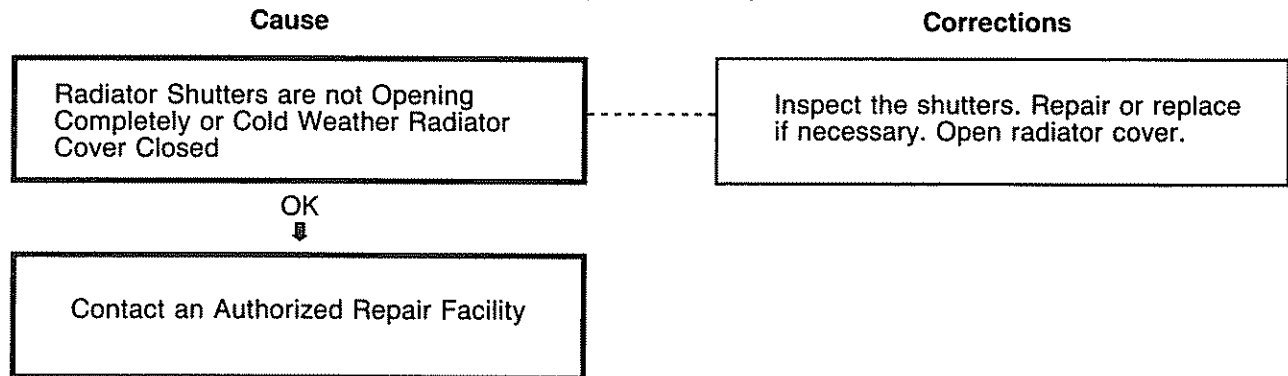 Cause
Corrections
Radiator Shutters are not Opening
Completely or Cold Weather Radiator
Cover Closed
Inspect the shutters. Repair or replace
if necessary. Open radiator cover.
OK
Contact an Authorized Repair Facility